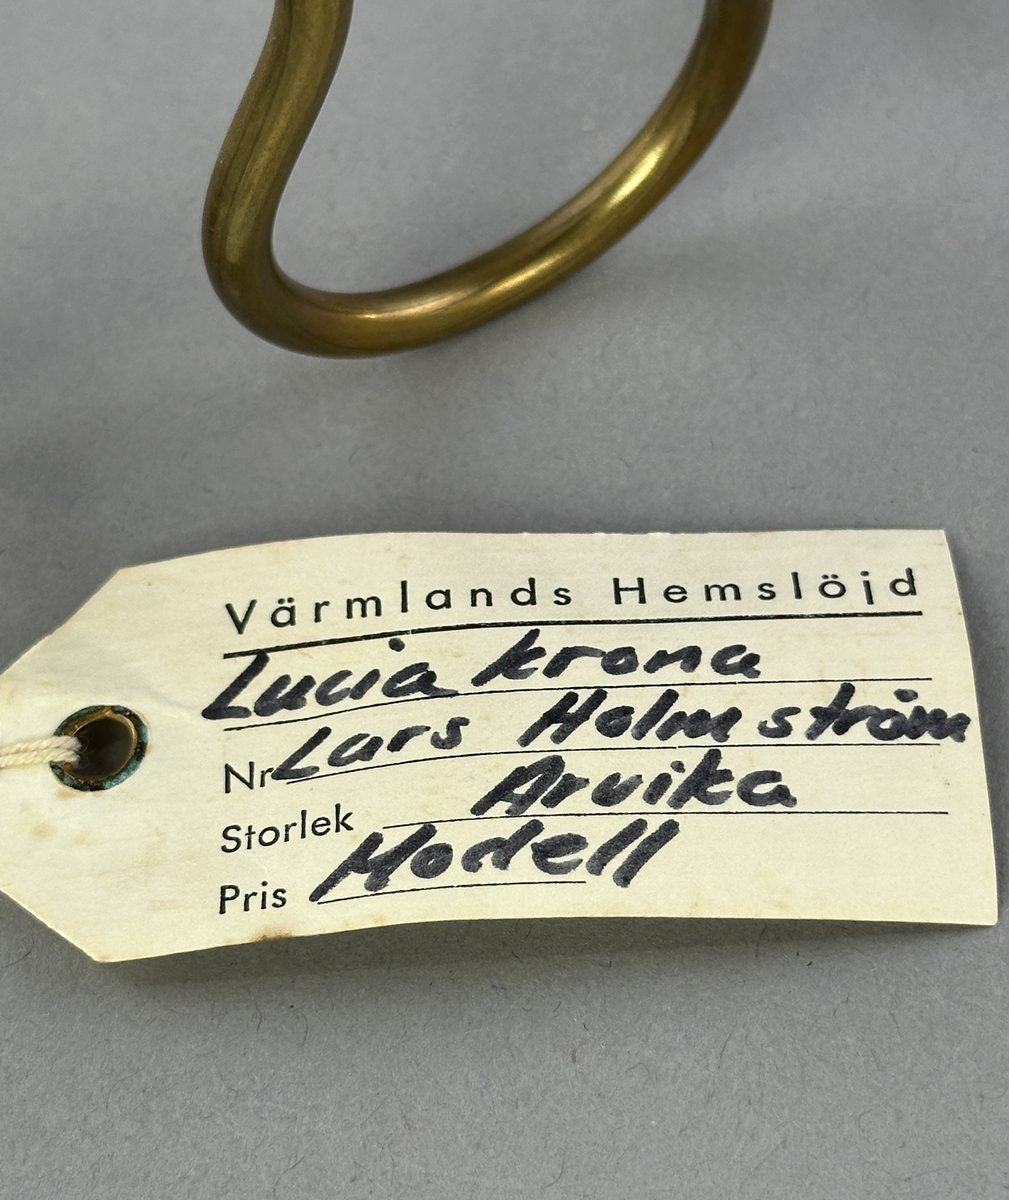 Värmlands Hemslöjd
Lucia krona
Nr Lars Holmström
Storlek Arvika
Pris Modell